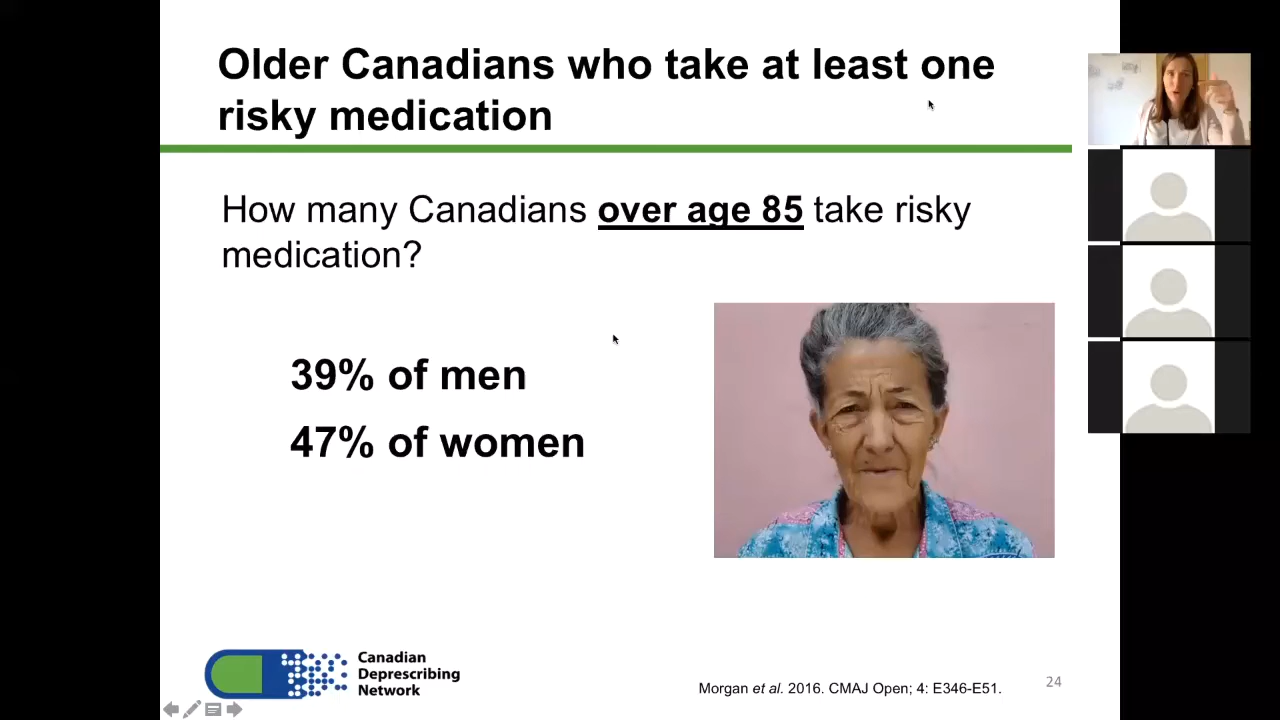 Older Canadians who take at least one
risky medication
How many Canadians over age 85 take risky
medication?
39% of men
47% of women
Canadian
Deprescribing
Network
Morgan et al. 2016. CMAJ Open; 4: E346-E51.
24